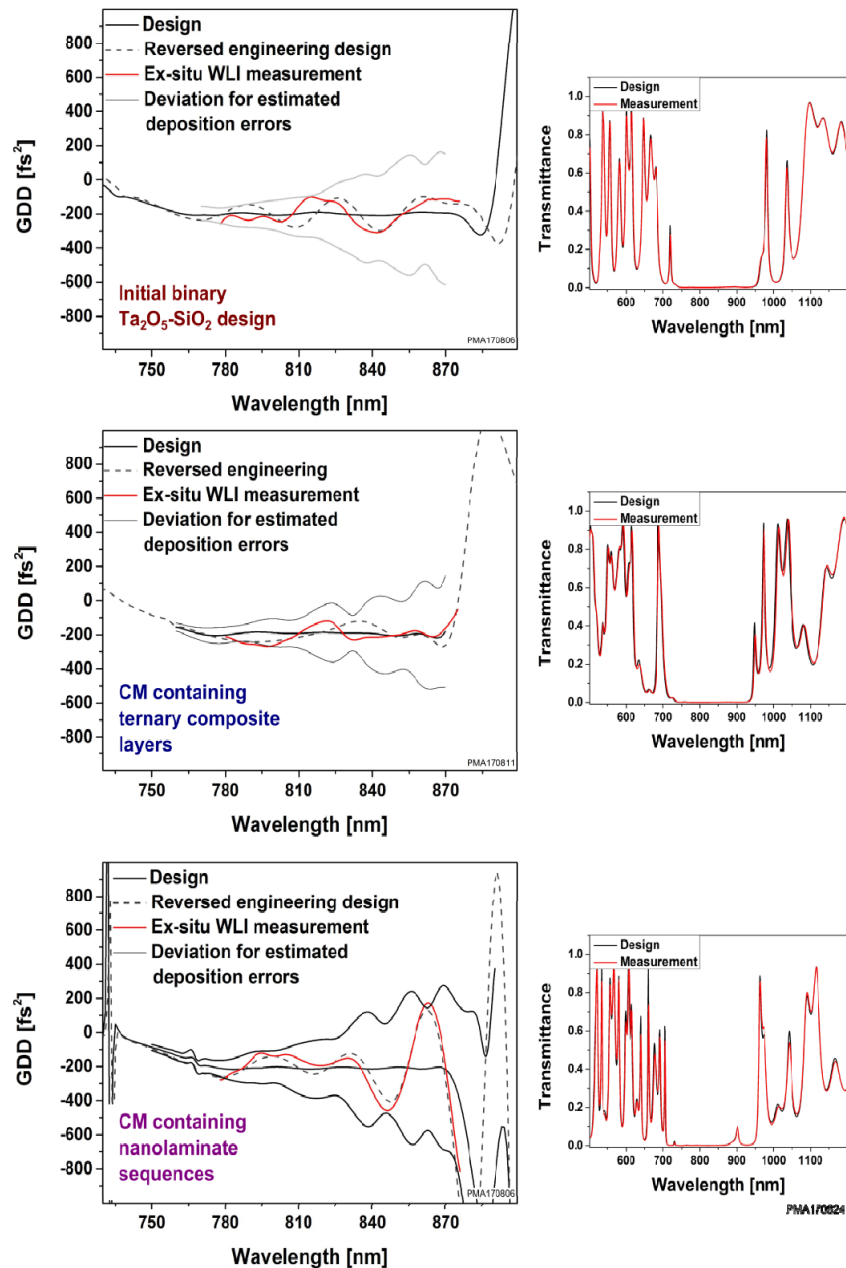 Design
Reversed engineering design
Ex-situ WLI measurement
Deviation for estimated
deposition errors
800
600
400
200
0
-200
-400
-600
-800
GDD [fs²]
Initial binary
Ta₂O₅-SiO₂ design
PMA170806
750
780
810
840
870
Wavelength [nm]
Design
Measurement
1.0
0.8
0.6
0.4
0.2
0.0
Transmittance
600
700
800
900
1000
1100
Wavelength [nm]
Design
Reversed engineering
Ex-situ WLI measurement
Deviation for estimated
deposition errors
800
600
400
200
0
-200
-400
-600
-800
GDD [fs²]
CM containing
ternary composite
layers
PMA170811
750
780
810
840
870
Wavelength [nm]
Design
Measurement
1.0
0.8
0.6
0.4
0.2
0.0
Transmittance
600
700
800
900
1000
1100
Wavelength [nm]
Design
Reversed engineering design
Ex-situ WLI measurement
Deviation for estimated
deposition errors
800
600
400
200
0
-200
-400
-600
-800
GDD [fs²]
CM containing
nanolaminate
sequences
PMA170806
750
780
810
840
870
Wavelength [nm]
Design
Measurement
1.0
0.8
0.6
0.4
0.2
0.0
Transmittance
600
700
800
900
1000
1100
Wavelength [nm]